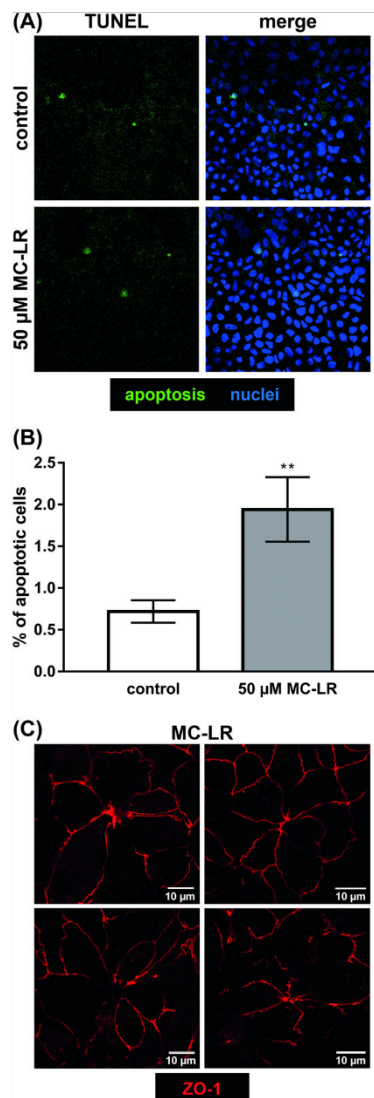 (A)
TUNEL merge
control
50 µM MC-LR
apoptosis nuclei
(B)
% of apoptotic cells
2.5
**
2.0
1.5
1.0
0.5
0.0
control 50 µM MC-LR
(C)
MC-LR
10 µm 10 µm
10 µm 10 µm
ZO-1